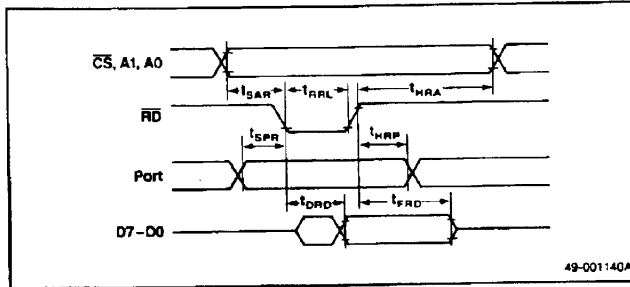 CS, A1, A0
tSAR tRRL tHRA
RD
tSPR tHRP
Port
tDRD tFRD
D7-D0
49-001140A